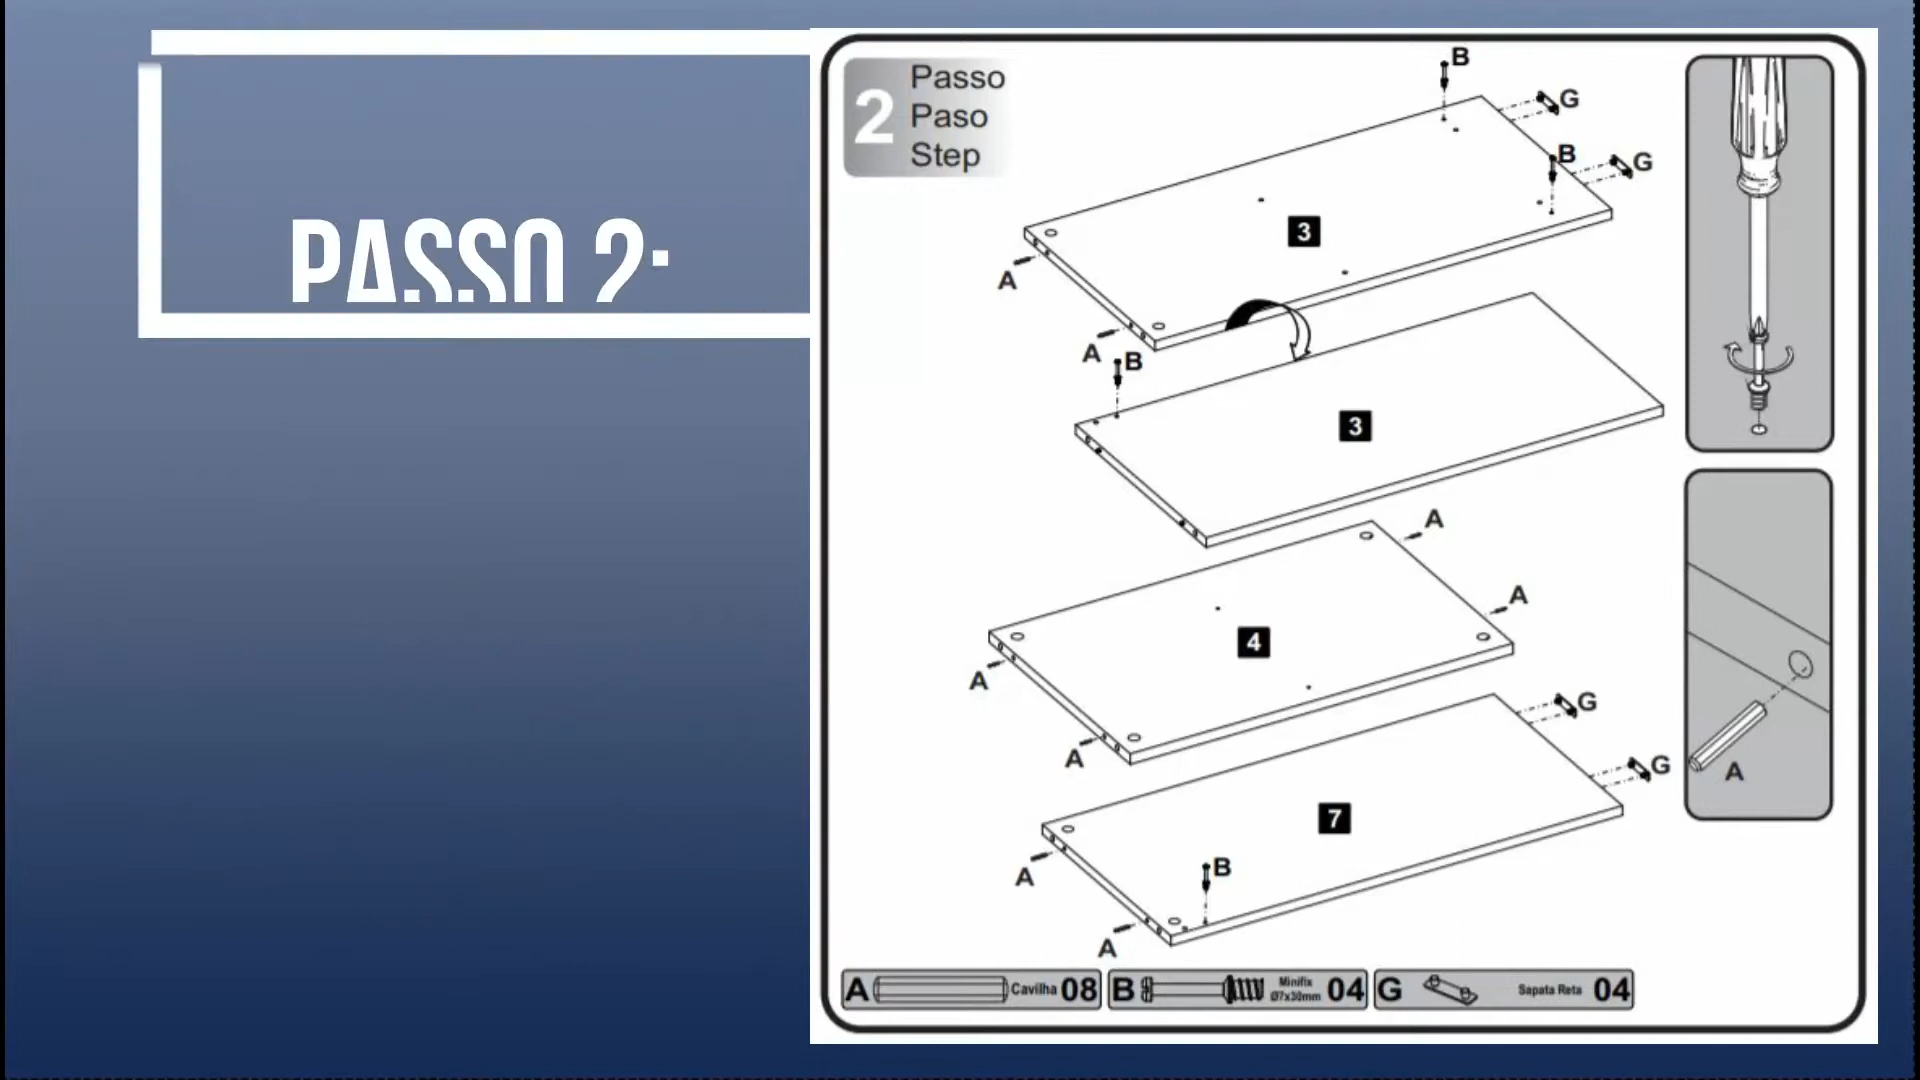 PASSO 2:
2
Passo
Paso
Step
B
G
B
G
3
A
A
B
3
A
A
4
A
A
G
G
7
A
B
A
A
A Cavilha 08
B Minifix Ø7x30mm 04
G Sapata Reta 04